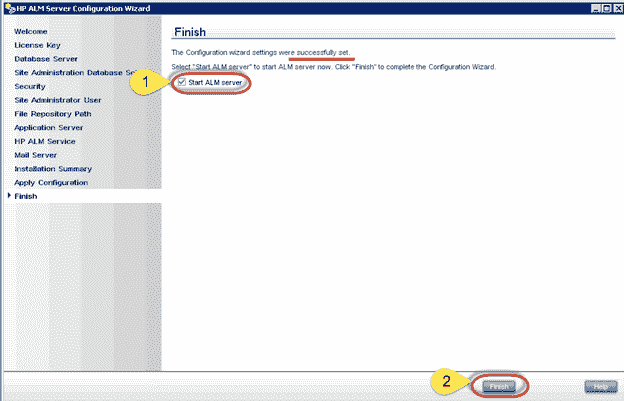 HP ALM Server Configuration Wizard
Welcome
License Key
Database Server
Site Administration Database
Security
Site Administrator User
File Repository Path
Application Server
HP ALM Service
Mail Server
Installation Summary
Apply Configuration
Finish
Finish
The Configuration wizard settings were successfully set.
Select "Start ALM server" to start ALM server now. Click "Finish" to complete the Configuration Wizard.
1
Start ALM server
2
Finish
Help